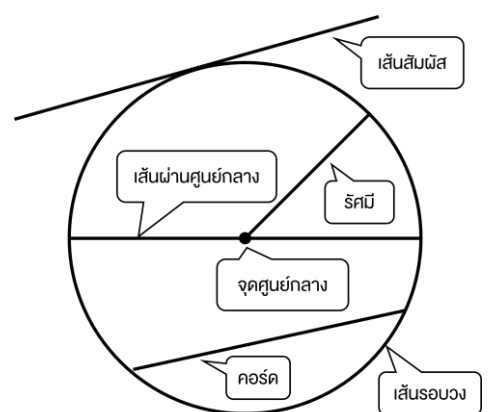 เส้นสัมผัส
เส้นผ่านศูนย์กลาง
รัศมี
จุดศูนย์กลาง
คอร์ด
เส้นรอบวง